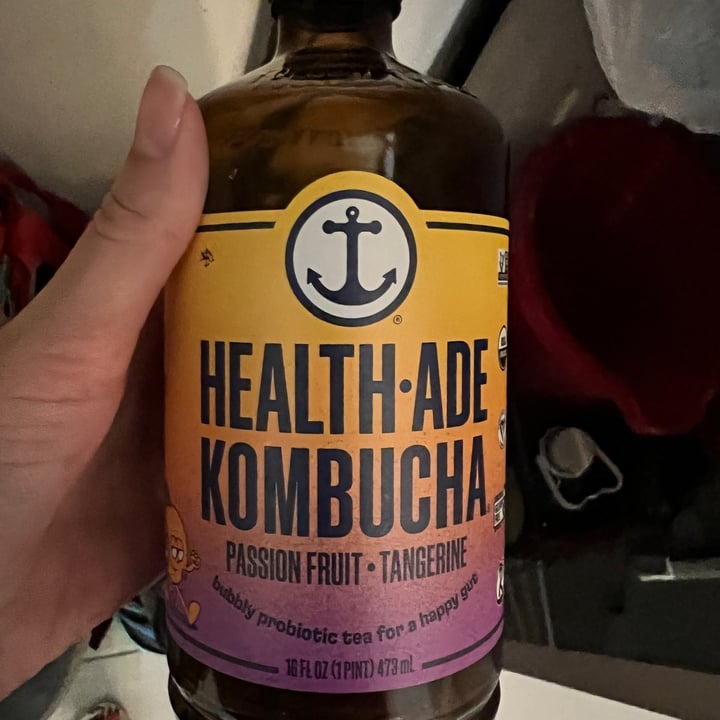 HEALTH·ADE
KOMBUCHA
PASSION FRUIT · TANGERINE
bubbly probiotic tea for a happy gut
16 FL OZ (1 PINT) 473 mL